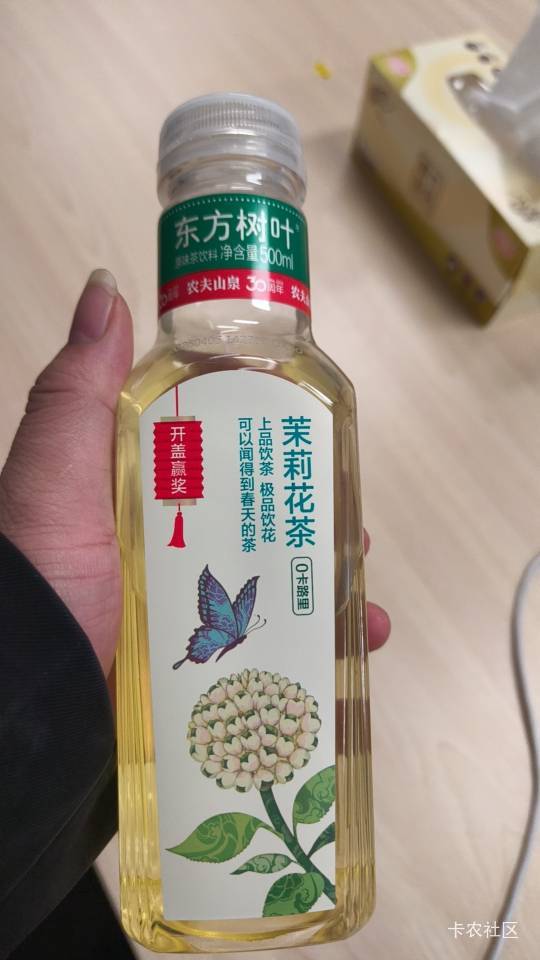 东方树叶
原味茶饮料 净含量500ml
农夫山泉 30周年 农夫山
茉莉花茶
上品饮茶 极品饮花
可以闻得到春天的茶
0卡路里
开盖赢奖
卡农社区